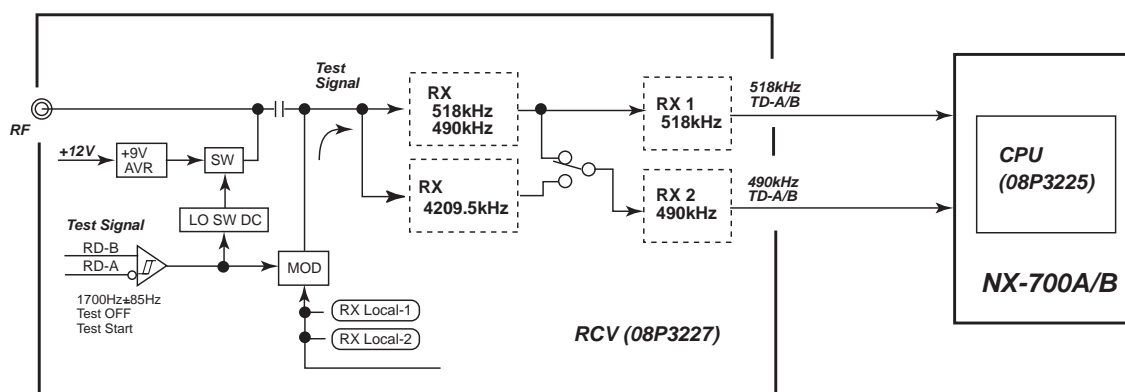 Test
Signal
RF
RX
518kHz
490kHz
RX 1
518kHz
518kHz
TD-A/B
+12V
+9V
AVR
SW
RX
4209.5kHz
RX 2
490kHz
490kHz
TD-A/B
CPU
(08P3225)
LO SW DC
Test Signal
RD-B
RD-A
MOD
NX-700A/B
1700Hz±85Hz
Test OFF
Test Start
RX Local-1
RX Local-2
RCV (08P3227)